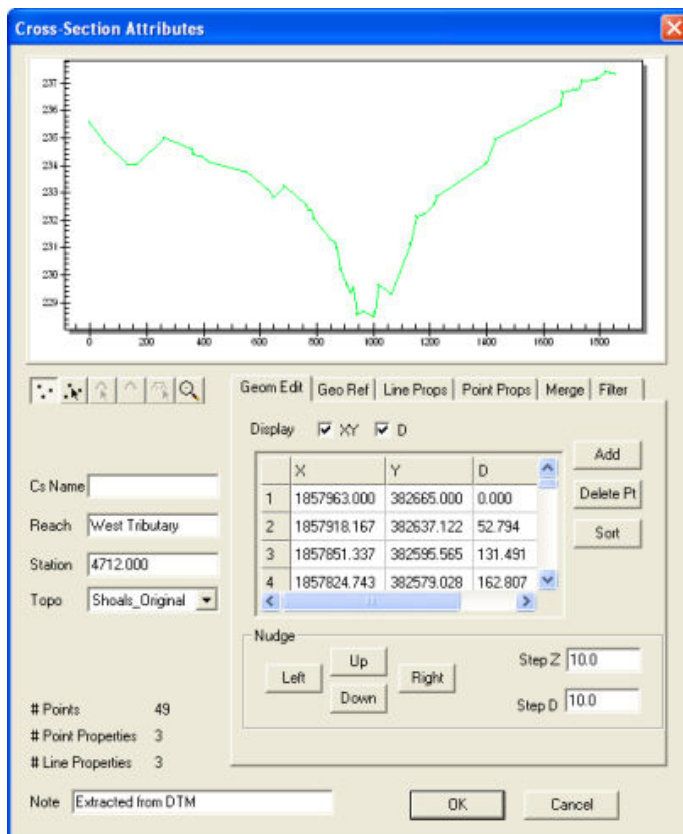 Cross-Section Attributes
237
236
235
234
233
232
231
230
229
0 200 400 600 800 1000 1200 1400 1600 1800
Geom Edit Geo Ref Line Props Point Props Merge Filter
Display XY D
X Y D
1 1857963.000 382665.000 0.000
2 1857918.167 382637.122 52.794
3 1857851.337 382595.565 131.491
4 1857824.743 382579.028 162.807
Add
Delete Pt
Sort
Cs Name
Reach West Tributary
Station 4712.000
Topo Shoals_Original
Nudge
Left Up Down Right
Step Z 10.0
Step D 10.0
# Points 49
# Point Properties 3
# Line Properties 3
Note Extracted from DTM
OK Cancel